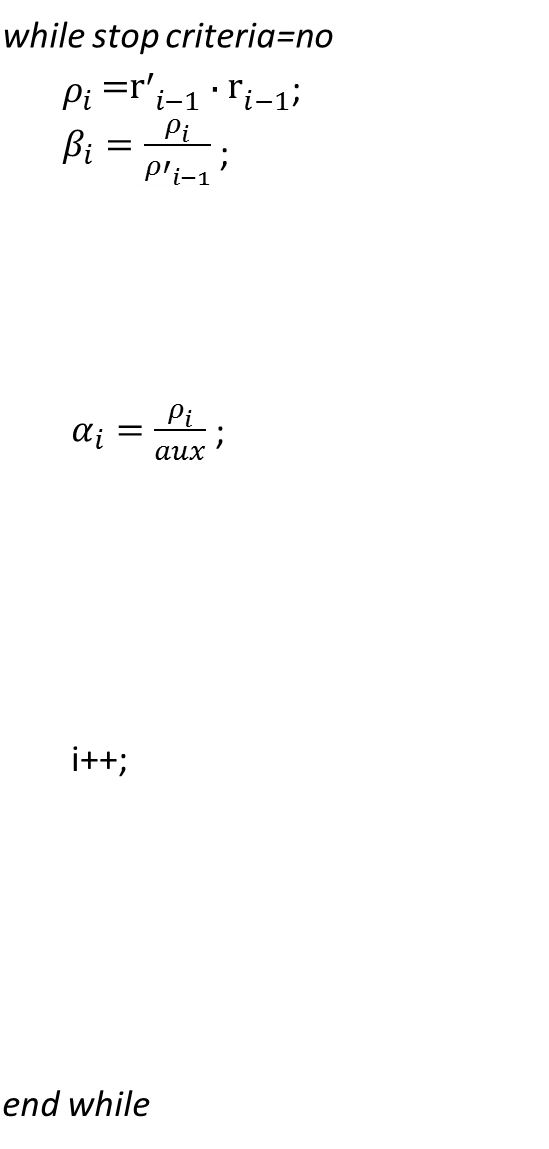 while stop criteria=no
ρᵢ =r′ᵢ₋₁ · rᵢ₋₁;
βᵢ = ρᵢ / ρ′ᵢ₋₁ ;
αᵢ = ρᵢ / aux ;
i++;
end while